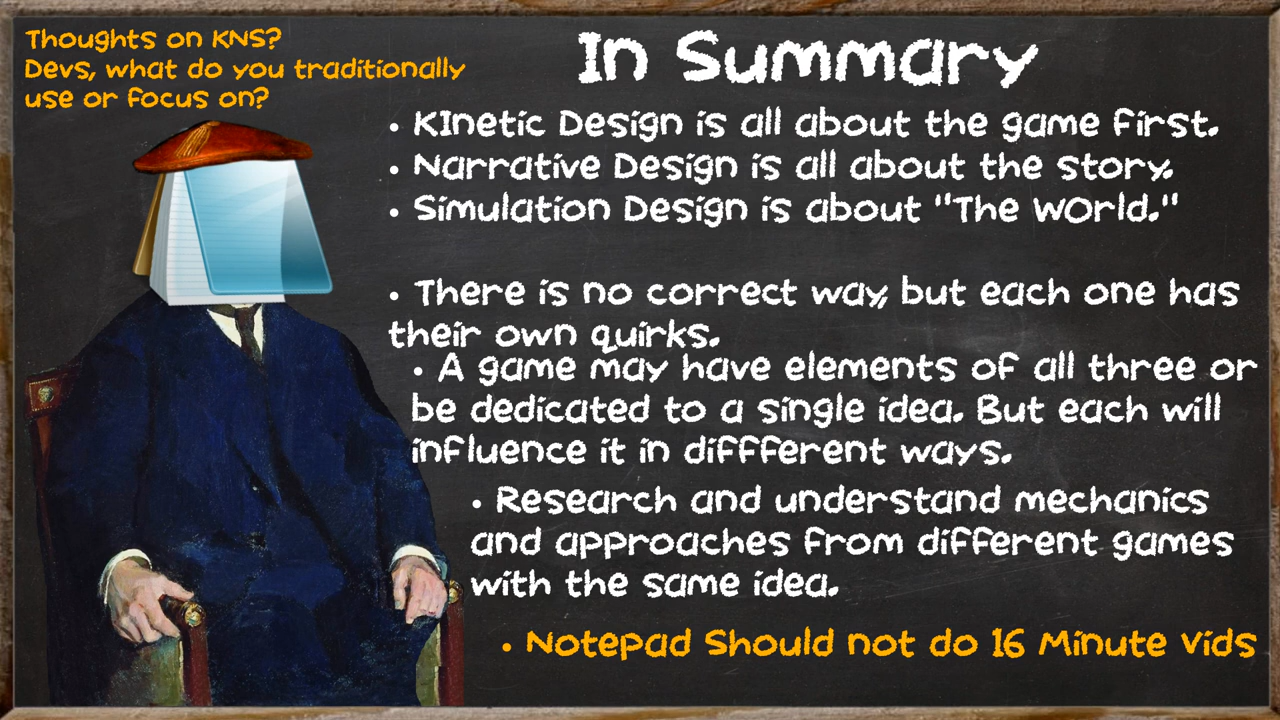 Thoughts on KNS?
Devs, what do you traditionally
use or focus on?
In Summary
• KInetic Design is all about the game first.
• Narrative Design is all about the story.
• Simulation Design is about "The WOrld."
• There is no correct way, but each one has
their own quirks.
• A game may have elements of all three or
be dedicated to a single idea. But each will
influence it in diffferent ways.
• Research and understand mechanics
and approaches from different games
with the same idea.
• Notepad Should not do 16 Minute Vids